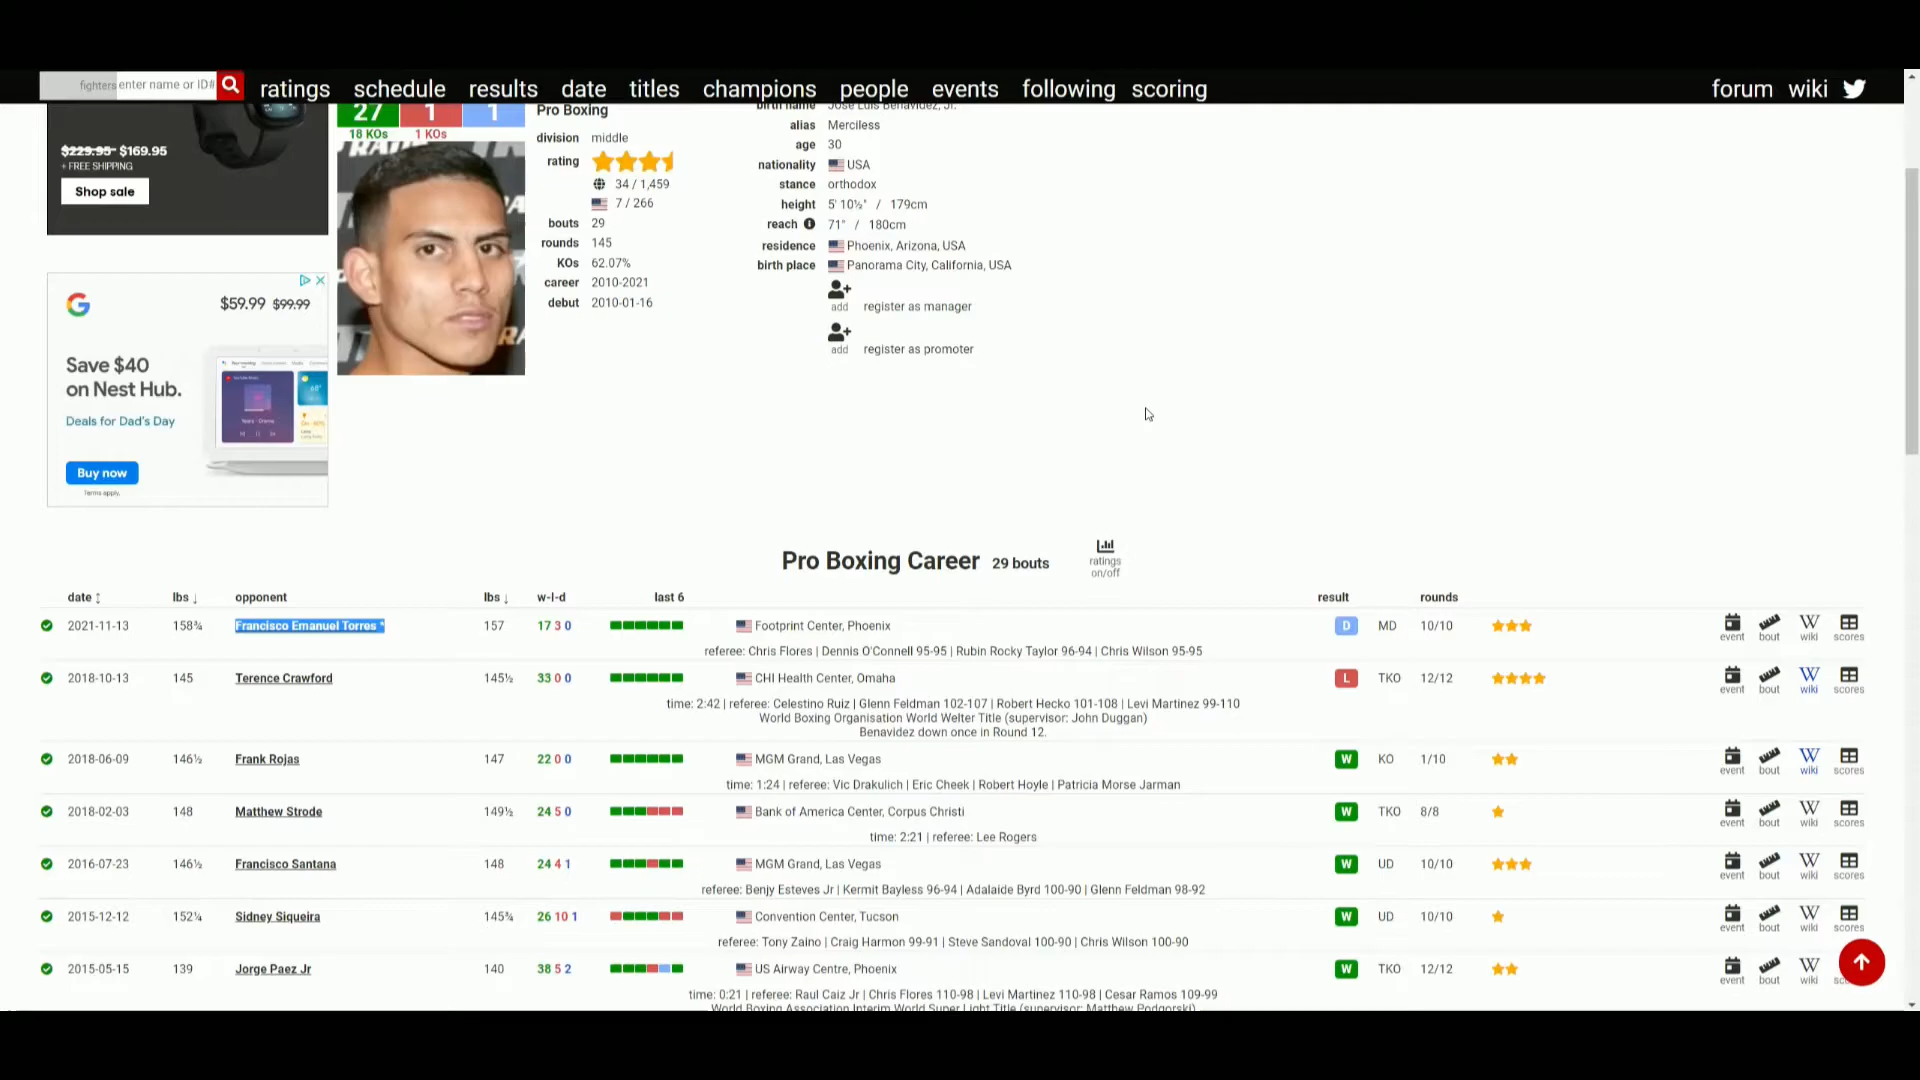 fighters enter name or ID#
ratings schedule results date titles champions people events following scoring
forum wiki
$229.95 $169.95
+ FREE SHIPPING
Shop sale
$59.99 $99.99
Save $40
on Nest Hub.
Deals for Dad's Day
Buy now
Terms apply.
27 1 1
18 KOs 1 KOs
Pro Boxing
division middle
rating
34 / 1,459
7 / 266
bouts 29
rounds 145
KOs 62.07%
career 2010-2021
debut 2010-01-16
birth name Jose Luis Benavidez, Jr.
alias Merciless
age 30
nationality USA
stance orthodox
height 5' 10½" / 179cm
reach 71" / 180cm
residence Phoenix, Arizona, USA
birth place Panorama City, California, USA
add register as manager
add register as promoter
Pro Boxing Career 29 bouts
ratings
on/off
date lbs opponent lbs w-l-d last 6 result rounds
2021-11-13 158¾ Francisco Emanuel Torres * 157 17 3 0 Footprint Center, Phoenix D MD 10/10 event bout wiki scores
referee: Chris Flores | Dennis O'Connell 95-95 | Rubin Rocky Taylor 96-94 | Chris Wilson 95-95
2018-10-13 145 Terence Crawford 145½ 33 0 0 CHI Health Center, Omaha L TKO 12/12 event bout wiki scores
time: 2:42 | referee: Celestino Ruiz | Glenn Feldman 102-107 | Robert Hecko 101-108 | Levi Martinez 99-110
World Boxing Organisation World Welter Title (supervisor: John Duggan)
Benavidez down once in Round 12.
2018-06-09 146½ Frank Rojas 147 22 0 0 MGM Grand, Las Vegas W KO 1/10 event bout wiki scores
time: 1:24 | referee: Vic Drakulich | Eric Cheek | Robert Hoyle | Patricia Morse Jarman
2018-02-03 148 Matthew Strode 149½ 24 5 0 Bank of America Center, Corpus Christi W TKO 8/8 event bout wiki scores
time: 2:21 | referee: Lee Rogers
2016-07-23 146½ Francisco Santana 148 24 4 1 MGM Grand, Las Vegas W UD 10/10 event bout wiki scores
referee: Benjy Esteves Jr | Kermit Bayless 96-94 | Adalaide Byrd 100-90 | Glenn Feldman 98-92
2015-12-12 152¼ Sidney Siqueira 145¾ 26 10 1 Convention Center, Tucson W UD 10/10 event bout wiki scores
referee: Tony Zaino | Craig Harmon 99-91 | Steve Sandoval 100-90 | Chris Wilson 100-90
2015-05-15 139 Jorge Paez Jr 140 38 5 2 US Airway Centre, Phoenix W TKO 12/12 event bout wiki
time: 0:21 | referee: Raul Caiz Jr | Chris Flores 110-98 | Levi Martinez 110-98 | Cesar Ramos 109-99
World Boxing Association Interim World Super Light Title (supervisor: Matthew Podgorski)